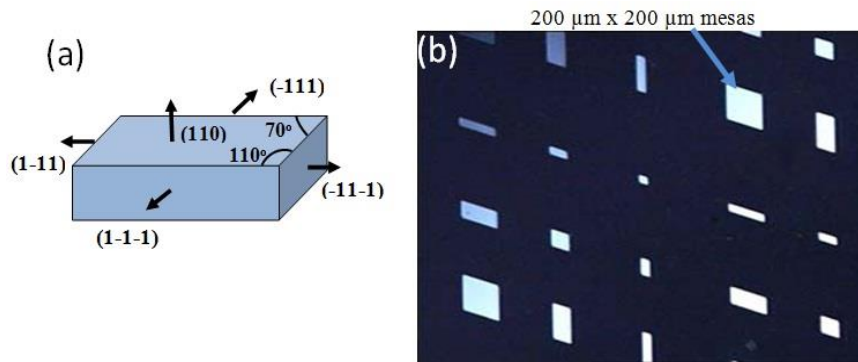 200 µm x 200 µm mesas
(a)
(b)
(-111)
(110)
70°
(1-11)
110°
(-11-1)
(1-1-1)